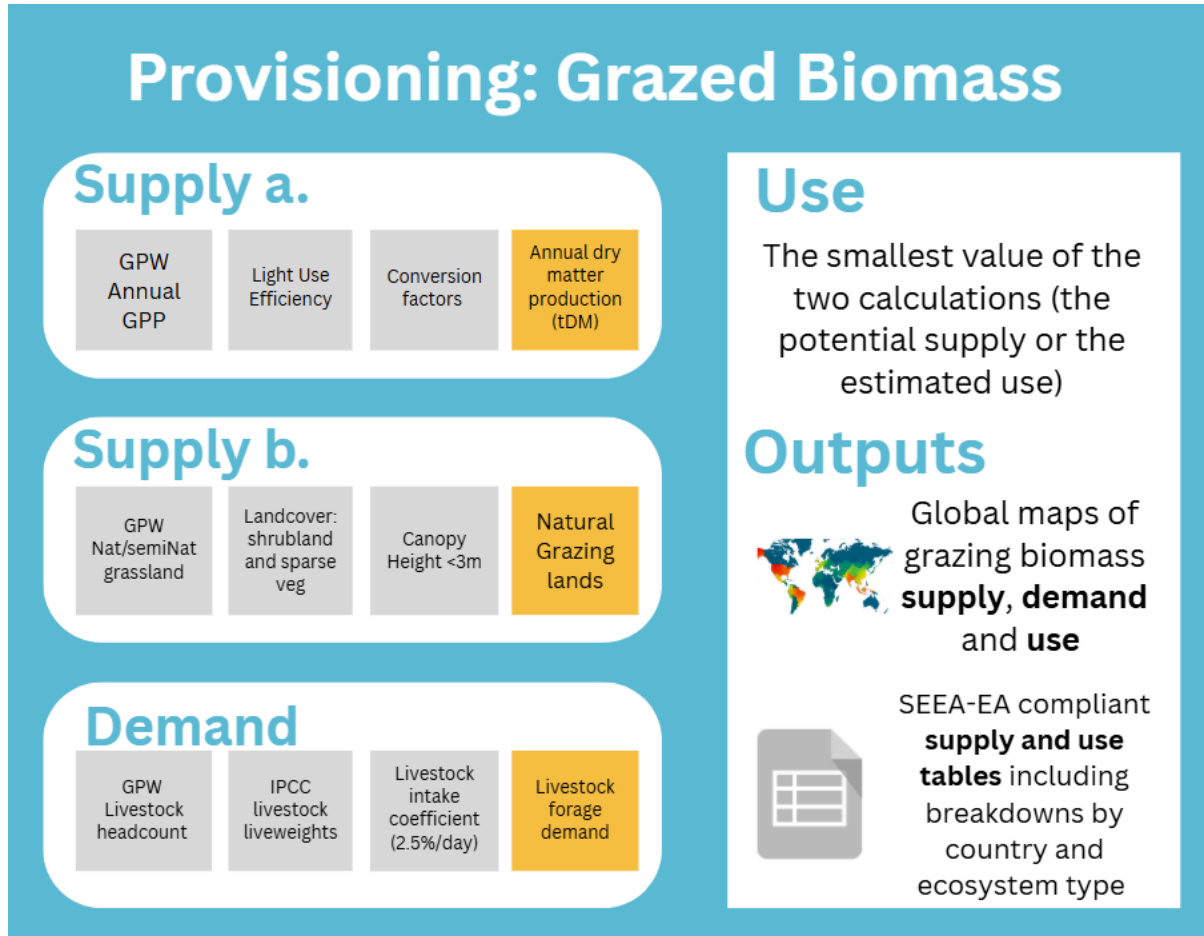 Provisioning: Grazed Biomass
Supply a.
GPW
Annual
GPP
Light Use
Efficiency
Conversion
factors
Annual dry
matter
production
(tDM)
Supply b.
GPW
Nat/semiNat
grassland
Landcover:
shrubland
and sparse
veg
Canopy
Height <3m
Natural
Grazing
lands
Demand
GPW
Livestock
headcount
IPCC
livestock
liveweights
Livestock
intake
coefficient
(2.5%/day)
Livestock
forage
demand
Use
The smallest value of the
two calculations (the
potential supply or the
estimated use)
Outputs
Global maps of
grazing biomass
supply, demand
and use
SEEA-EA compliant
supply and use
tables including
breakdowns by
country and
ecosystem type